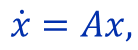 ẋ = Ax,